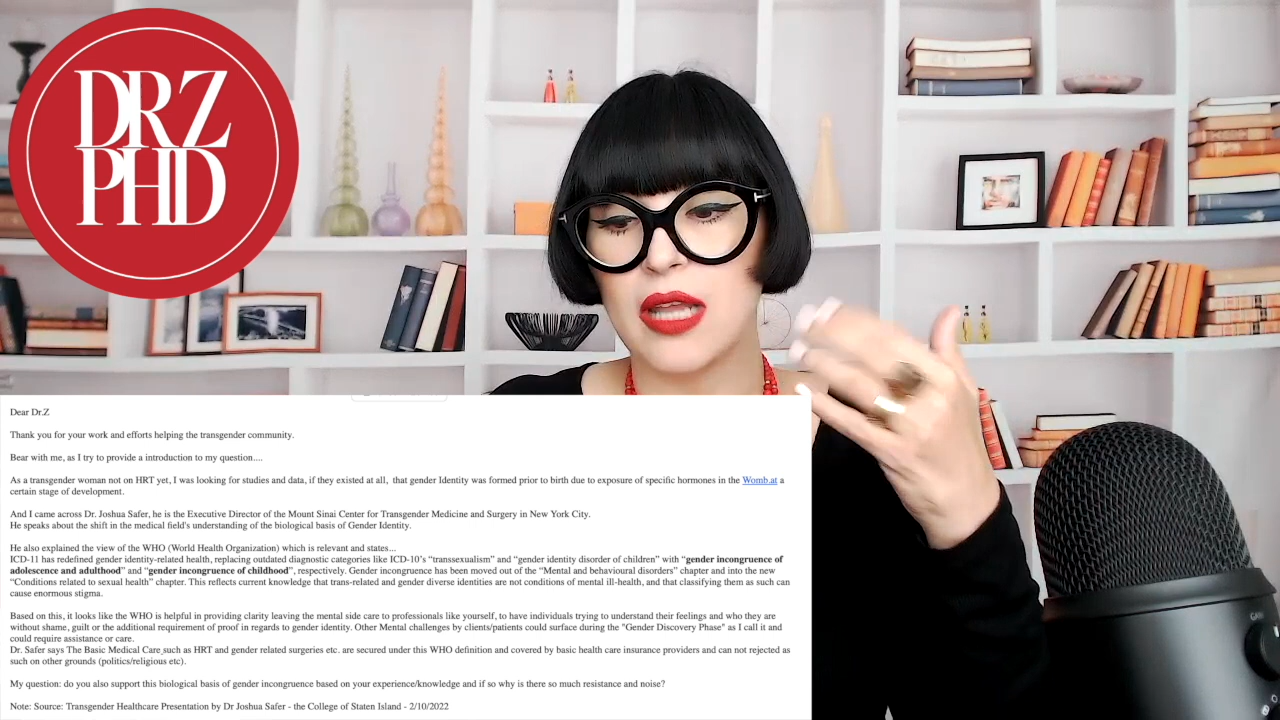 DRZ
PHD
Dear Dr.Z
Thank you for your work and efforts helping the transgender community.
Bear with me, as I try to provide a introduction to my question....
As a transgender woman not on HRT yet, I was looking for studies and data, if they existed at all,  that gender Identity was formed prior to birth due to exposure of specific hormones in the Womb.at a
certain stage of development.
And I came across Dr. Joshua Safer, he is the Executive Director of the Mount Sinai Center for Transgender Medicine and Surgery in New York City.
He speaks about the shift in the medical field's understanding of the biological basis of Gender Identity.
He also explained the view of the WHO (World Health Organization) which is relevant and states...
ICD-11 has redefined gender identity-related health, replacing outdated diagnostic categories like ICD-10's “transsexualism” and “gender identity disorder of children” with “gender incongruence of
adolescence and adulthood” and “gender incongruence of childhood”, respectively. Gender incongruence has been moved out of the “Mental and behavioural disorders” chapter and into the new
“Conditions related to sexual health” chapter. This reflects current knowledge that trans-related and gender diverse identities are not conditions of mental ill-health, and that classifying them as such can
cause enormous stigma.
Based on this, it looks like the WHO is helpful in providing clarity leaving the mental side care to professionals like yourself, to have individuals trying to understand their feelings and who they are
without shame, guilt or the additional requirement of proof in regards to gender identity. Other Mental challenges by clients/patients could surface during the "Gender Discovery Phase" as I call it and
could require assistance or care.
Dr. Safer says The Basic Medical Care such as HRT and gender related surgeries etc. are secured under this WHO definition and covered by basic health care insurance providers and can not rejected as
such on other grounds (politics/religious etc).
My question: do you also support this biological basis of gender incongruence based on your experience/knowledge and if so why is there so much resistance and noise?
Note: Source: Transgender Healthcare Presentation by Dr Joshua Safer - the College of Staten Island - 2/10/2022